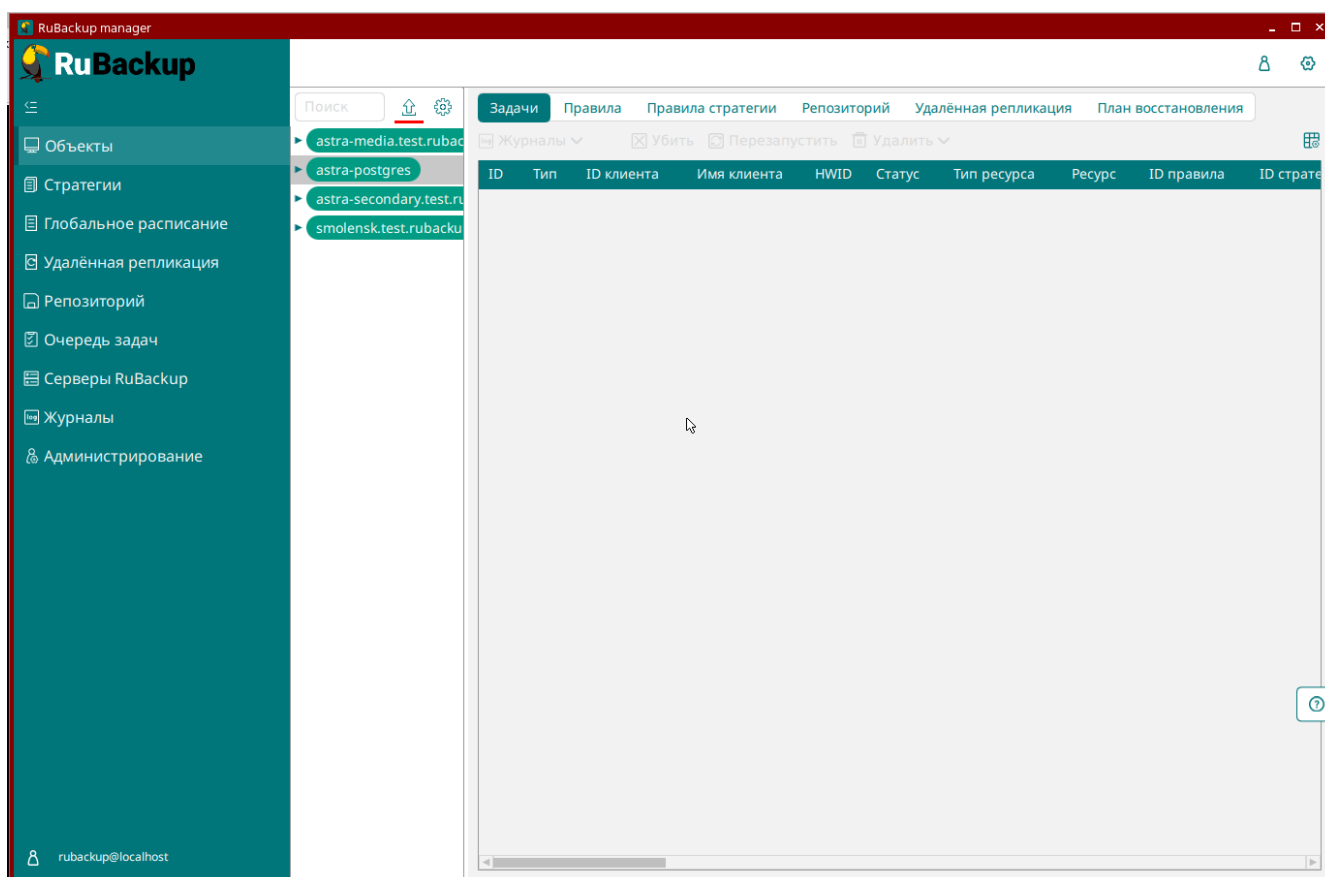 RuBackup manager
RuBackup
Поиск
Задачи Правила Правила стратегии Репозиторий Удалённая репликация План восстановления
Журналы Убить Перезапустить Удалить
Объекты
Стратегии
Глобальное расписание
Удалённая репликация
Репозиторий
Очередь задач
Серверы RuBackup
Журналы
Администрирование
astra-media.test.rubac
astra-postgres
astra-secondary.test.ru
smolensk.test.rubacku
ID Тип ID клиента Имя клиента HWID Статус Тип ресурса Ресурс ID правила ID страте
rubackup@localhost